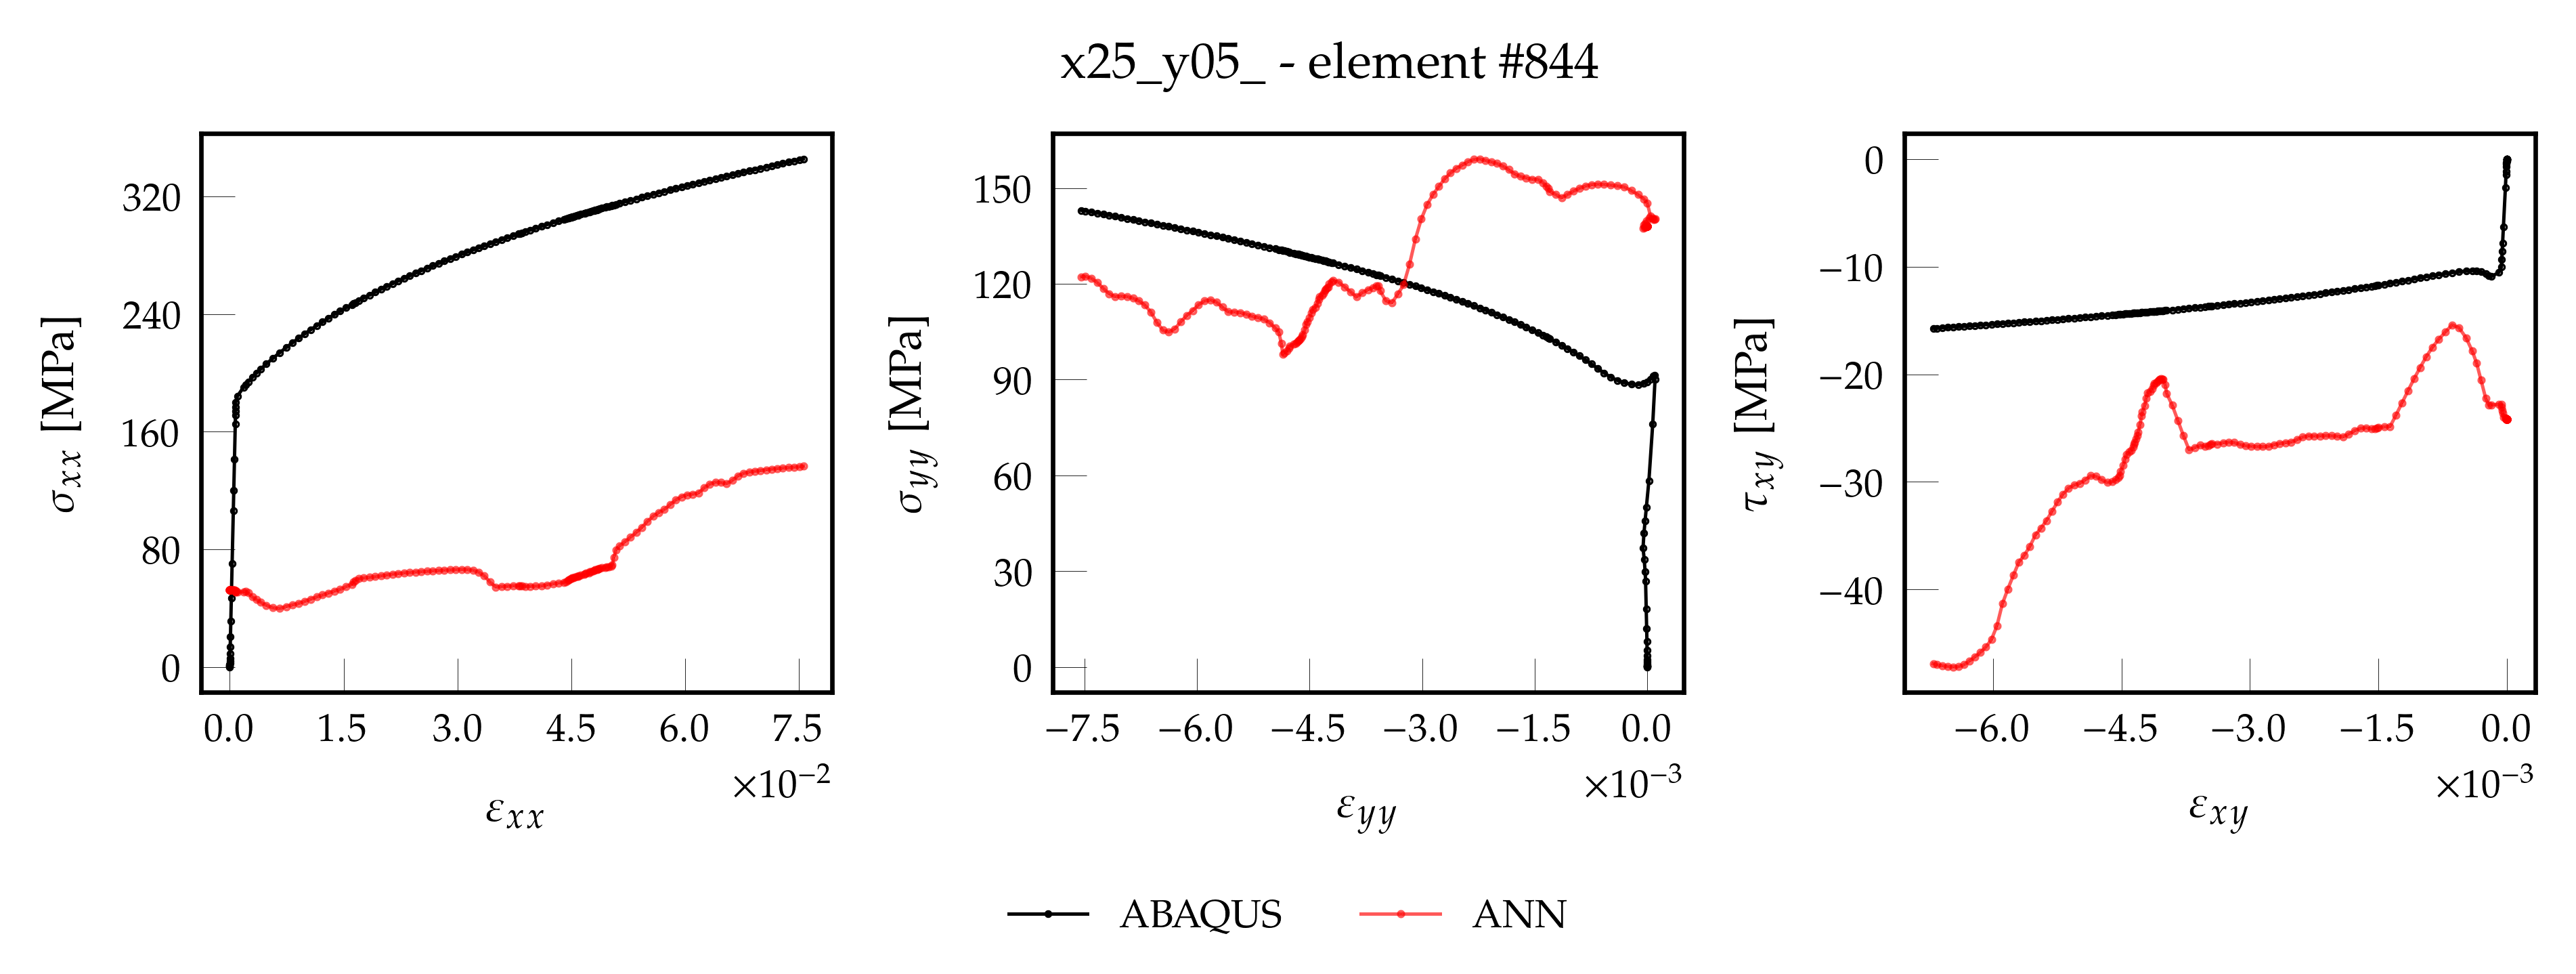 x25_y05_ - element #844
σxx [MPa]
320
240
160
80
0
0.0 1.5 3.0 4.5 6.0 7.5
×10−2
εxx
σyy [MPa]
150
120
90
60
30
0
−7.5 −6.0 −4.5 −3.0 −1.5 0.0
×10−3
εyy
τxy [MPa]
0
−10
−20
−30
−40
−6.0 −4.5 −3.0 −1.5 0.0
×10−3
εxy
ABAQUS ANN